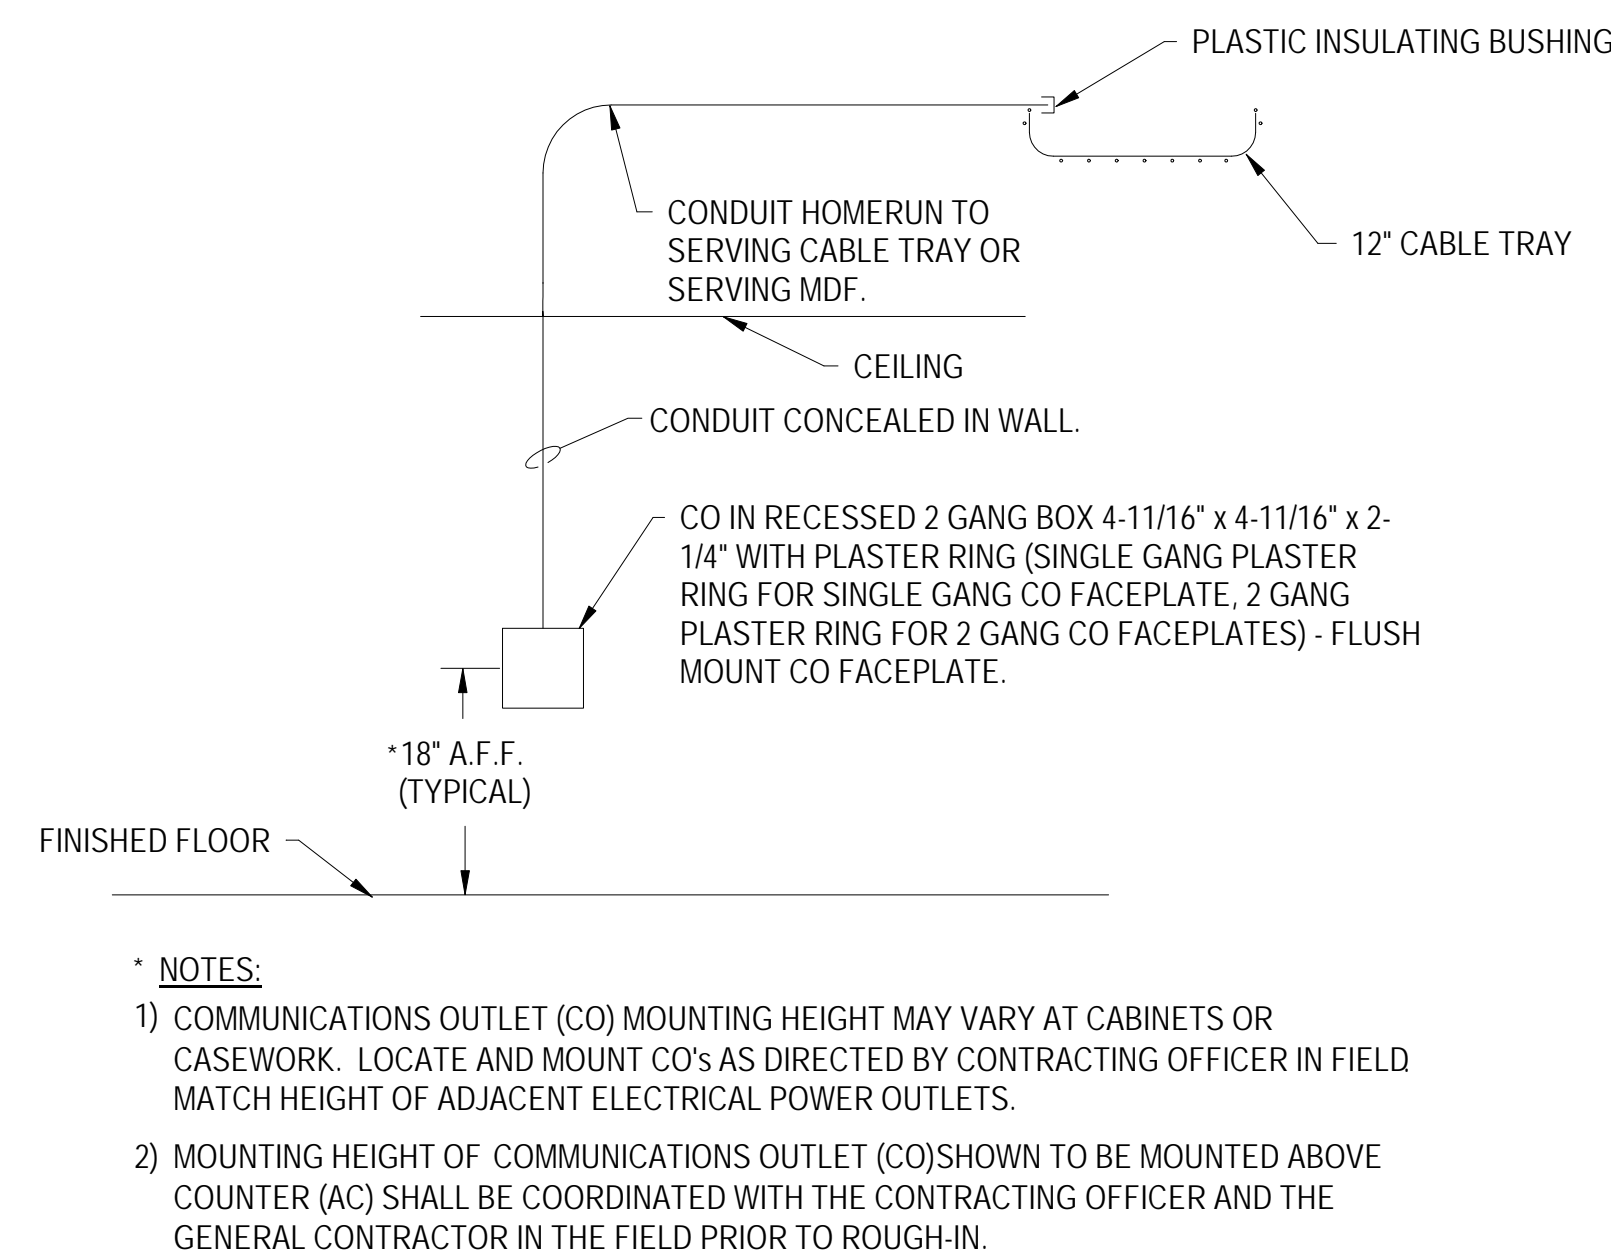 PLASTIC INSULATING BUSHING
CONDUIT HOMERUN TO
SERVING CABLE TRAY OR
SERVING MDF.
12" CABLE TRAY
CEILING
CONDUIT CONCEALED IN WALL.
CO IN RECESSED 2 GANG BOX 4-11/16" x 4-11/16" x 2-
1/4" WITH PLASTER RING (SINGLE GANG PLASTER
RING FOR SINGLE GANG CO FACEPLATE, 2 GANG
PLASTER RING FOR 2 GANG CO FACEPLATES) - FLUSH
MOUNT CO FACEPLATE.
*18" A.F.F.
(TYPICAL)
FINISHED FLOOR
* NOTES:
1) COMMUNICATIONS OUTLET (CO) MOUNTING HEIGHT MAY VARY AT CABINETS OR
CASEWORK. LOCATE AND MOUNT CO's AS DIRECTED BY CONTRACTING OFFICER IN FIELD.
MATCH HEIGHT OF ADJACENT ELECTRICAL POWER OUTLETS.
2) MOUNTING HEIGHT OF COMMUNICATIONS OUTLET (CO)SHOWN TO BE MOUNTED ABOVE
COUNTER (AC) SHALL BE COORDINATED WITH THE CONTRACTING OFFICER AND THE
GENERAL CONTRACTOR IN THE FIELD PRIOR TO ROUGH-IN.